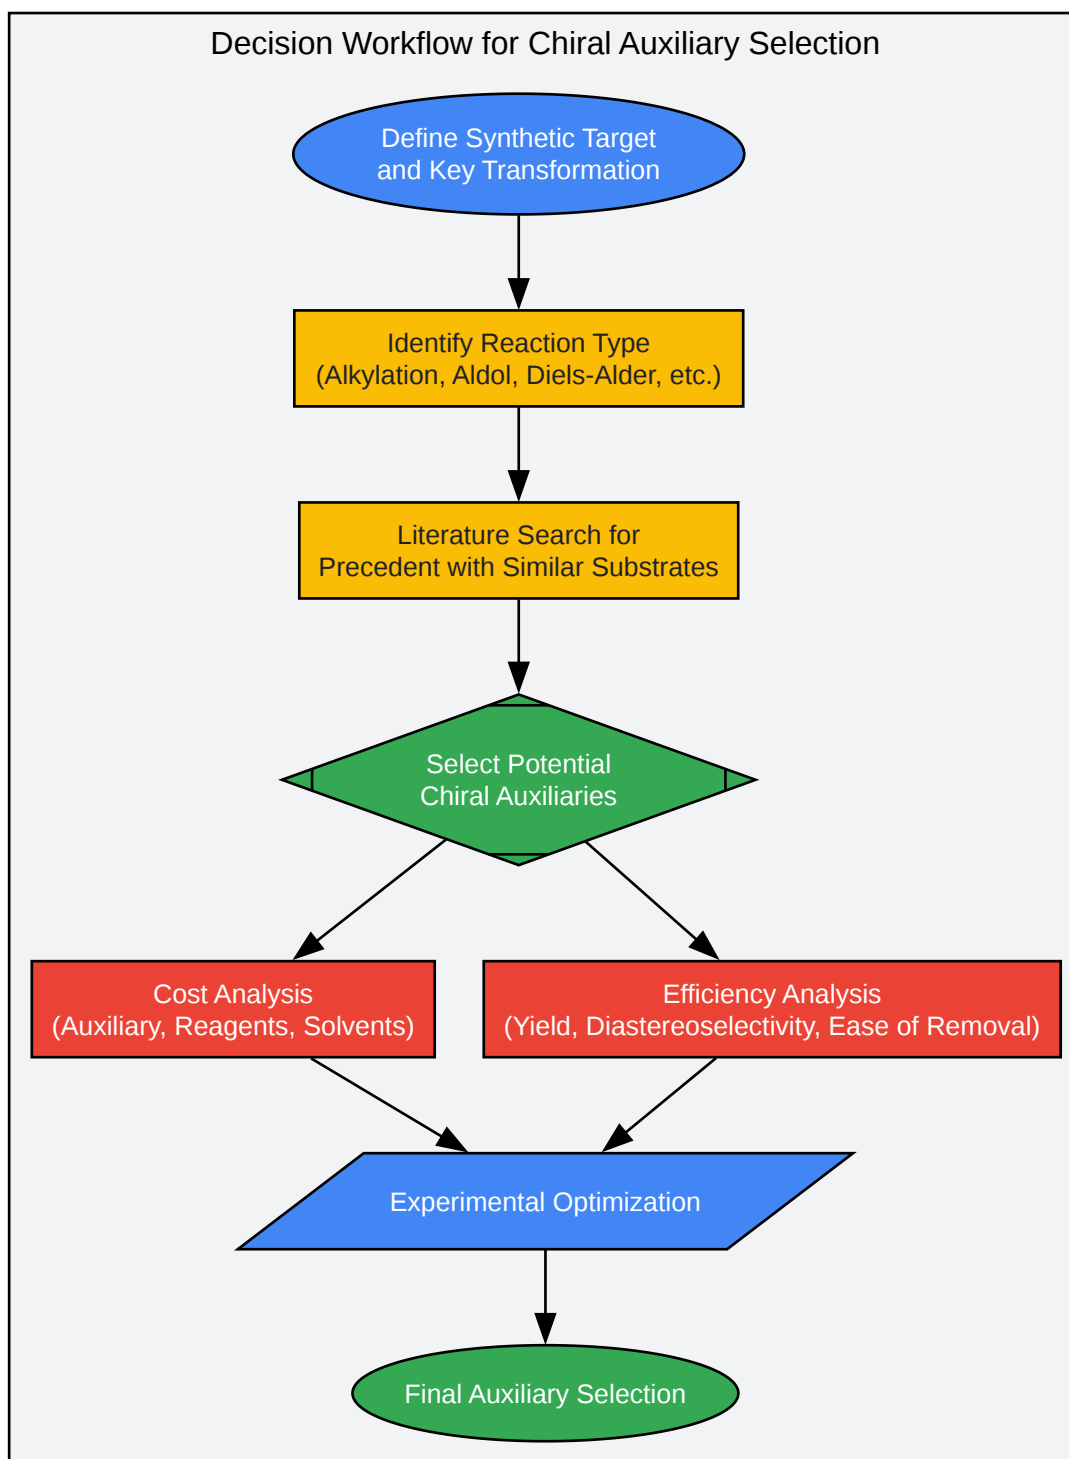 Decision Workflow for Chiral Auxiliary Selection
Define Synthetic Target
and Key Transformation
Identify Reaction Type
(Alkylation, Aldol, Diels-Alder, etc.)
Literature Search for
Precedent with Similar Substrates
Select Potential
Chiral Auxiliaries
Cost Analysis
(Auxiliary, Reagents, Solvents)
Efficiency Analysis
(Yield, Diastereoselectivity, Ease of Removal)
Experimental Optimization
Final Auxiliary Selection